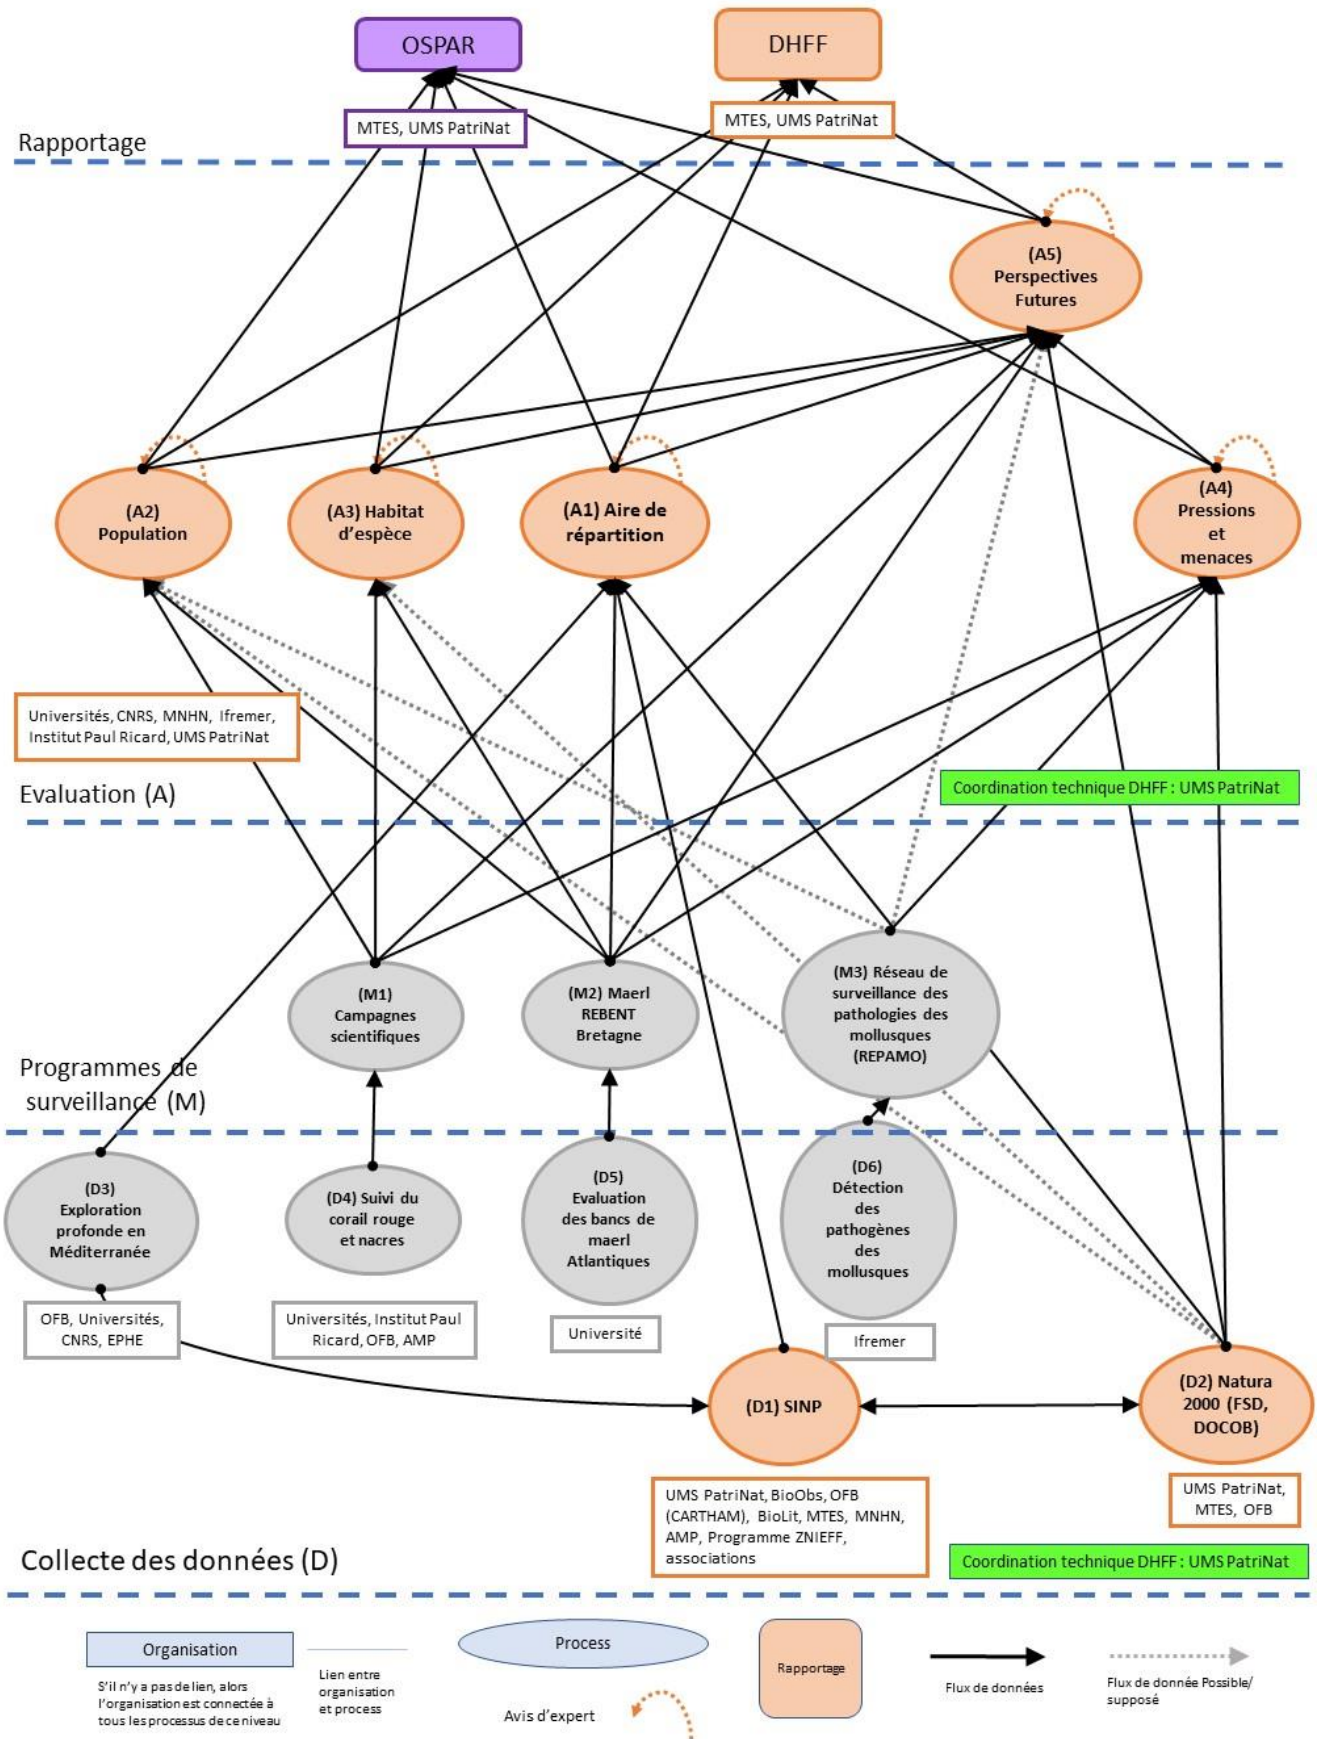 OSPAR
DHFF
MTES, UMS PatriNat
MTES, UMS PatriNat
Rapportage
(A5)
Perspectives
Futures
(A2)
Population
(A3) Habitat
d’espèce
(A1) Aire de
répartition
(A4)
Pressions
et
menaces
Universités, CNRS, MNHN, Ifremer,
Institut Paul Ricard, UMS PatriNat
Evaluation (A)
Coordination technique DHFF : UMS PatriNat
(M1)
Campagnes
scientifiques
(M2) Maerl
REBENT
Bretagne
(M3) Réseau de
surveillance des
pathologies des
mollusques
(REPAMO)
Programmes de
surveillance (M)
(D3)
Exploration
profonde en
Méditerranée
(D4) Suivi du
corail rouge
et nacres
(D5)
Evaluation
des bancs de
maerl
Atlantiques
(D6)
Détection
des
pathogènes
des
mollusques
OFB, Universités,
CNRS, EPHE
Universités, Institut Paul
Ricard, OFB, AMP
Université
Ifremer
(D1) SINP
(D2) Natura
2000 (FSD,
DOCOB)
UMS PatriNat, BioObs, OFB
(CARTHAM), BioLit, MTES, MNHN,
AMP, Programme ZNIEFF,
associations
UMS PatriNat,
MTES, OFB
Collecte des données (D)
Coordination technique DHFF : UMS PatriNat
Organisation
S’il n’y a pas de lien, alors
l’organisation est connectée à
tous les processus de ce niveau
Lien entre
organisation
et process
Process
Avis d’expert
Rapportage
Flux de données
Flux de donnée Possible/
supposé